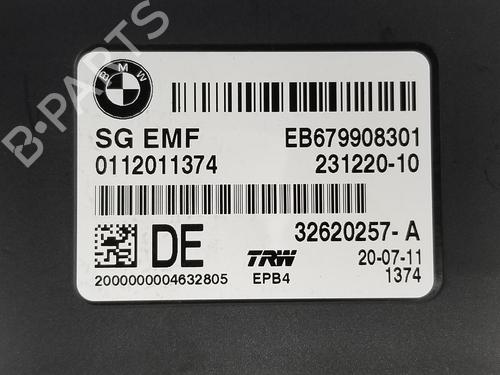 BMW
SG EMF EB679908301
0112011374 231220-10
32620257-A
DE TRW 20-07-11
2000000004632805 EPB4 1374
B-PARTS